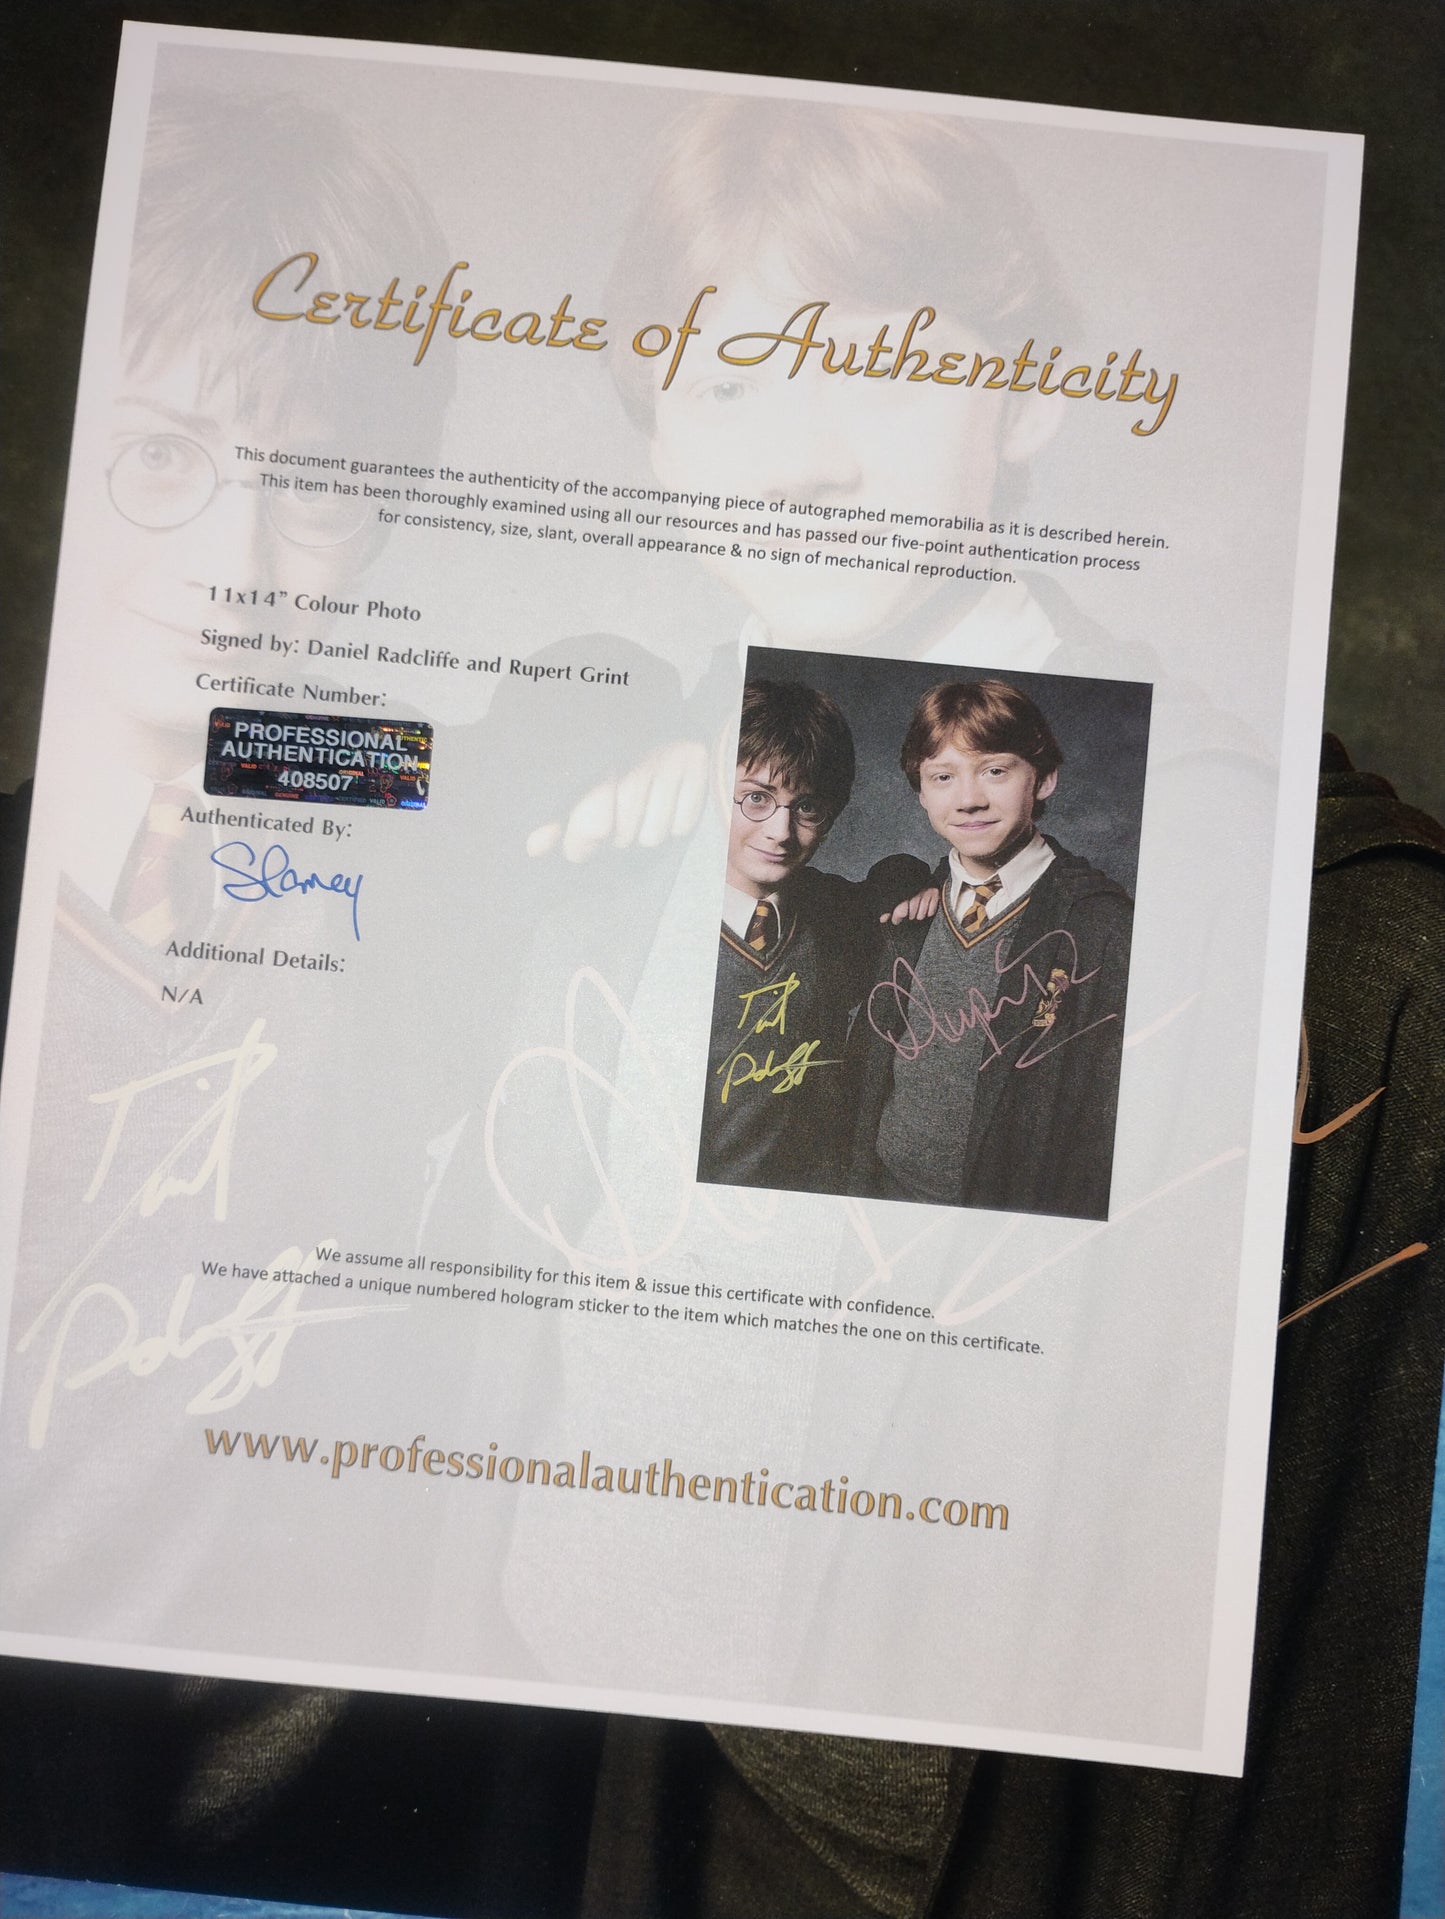 Certificate of Authenticity
This document guarantees the authenticity of the accompanying piece of autographed memorabilia as it is described herein.
This item has been thoroughly examined using all our resources and has passed our five-point authentication process
for consistency, size, slant, overall appearance & no sign of mechanical reproduction.
11x14" Colour Photo
Signed by: Daniel Radcliffe and Rupert Grint
Certificate Number:
PROFESSIONAL
AUTHENTICATION
408507
Authenticated By:
Slamey
Additional Details:
N/A
We assume all responsibility for this item & issue this certificate with confidence.
We have attached a unique numbered hologram sticker to the item which matches the one on this certificate.
www.professionalauthentication.com